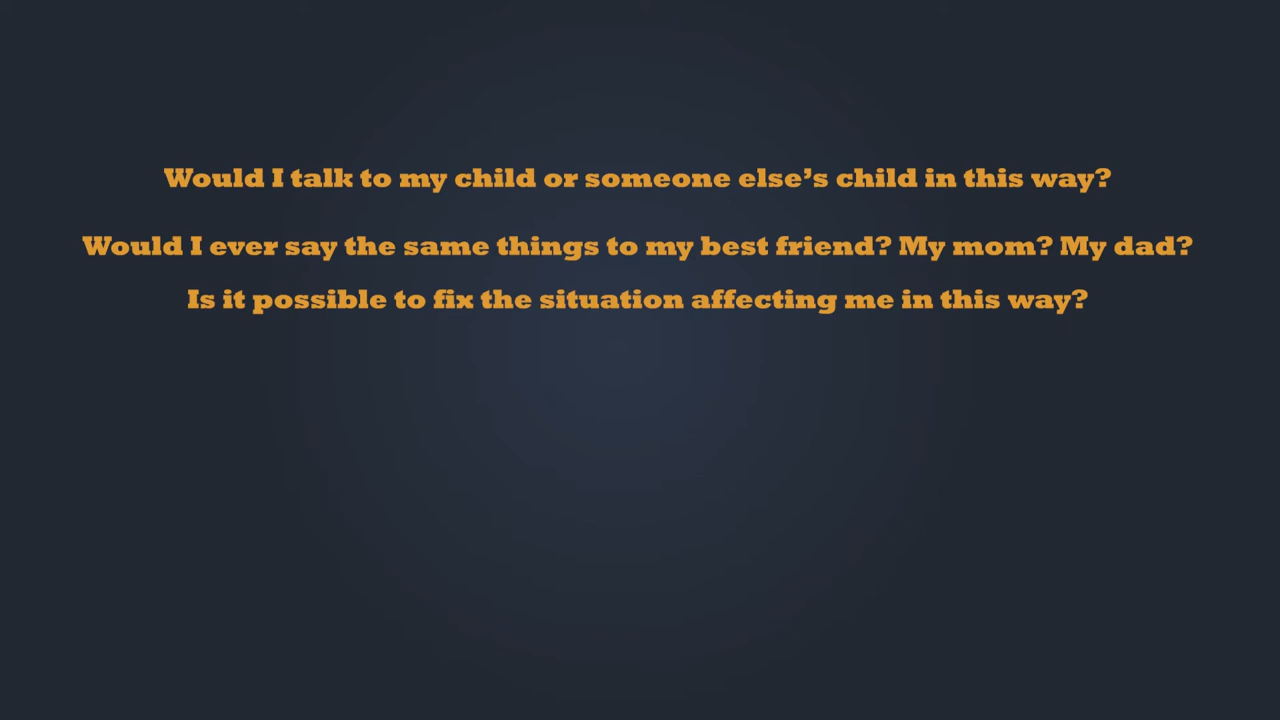 Would I talk to my child or someone else’s child in this way?
Would I ever say the same things to my best friend? My mom? My dad?
Is it possible to fix the situation affecting me in this way?